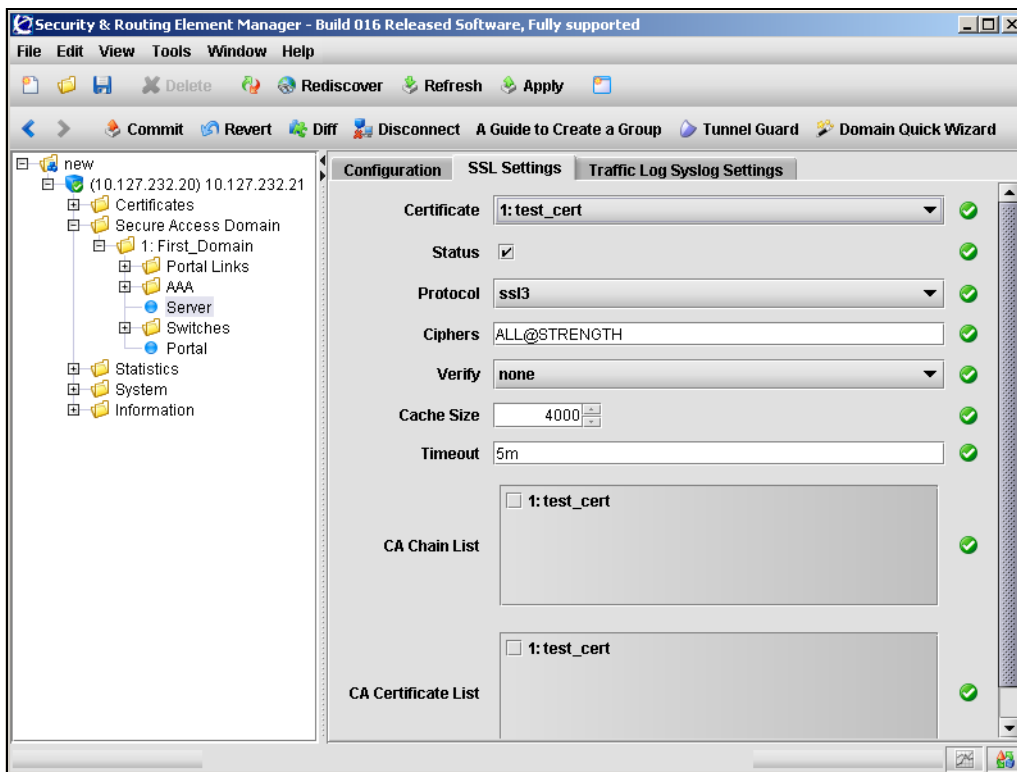 Security & Routing Element Manager - Build 016 Released Software, Fully supported
File Edit View Tools Window Help
Delete Rediscover Refresh Apply
Commit Revert Diff Disconnect A Guide to Create a Group Tunnel Guard Domain Quick Wizard
new
(10.127.232.20) 10.127.232.21
Certificates
Secure Access Domain
1: First_Domain
Portal Links
AAA
Server
Switches
Portal
Statistics
System
Information
Configuration SSL Settings Traffic Log Syslog Settings
Certificate 1: test_cert
Status
Protocol ssl3
Ciphers ALL@STRENGTH
Verify none
Cache Size 4000
Timeout 5m
1: test_cert
CA Chain List
1: test_cert
CA Certificate List